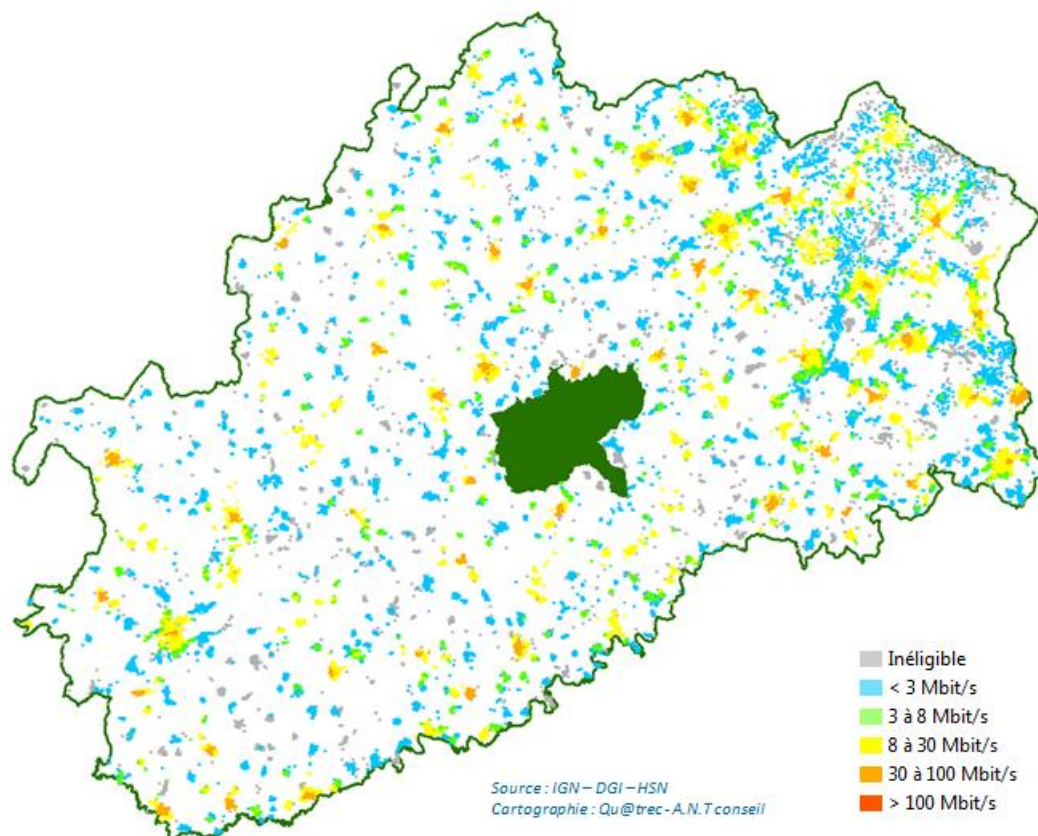 Inéligible
< 3 Mbit/s
3 à 8 Mbit/s
8 à 30 Mbit/s
30 à 100 Mbit/s
> 100 Mbit/s
Source : IGN – DGI – HSN
Cartographie : Qu@trec - A.N.T conseil